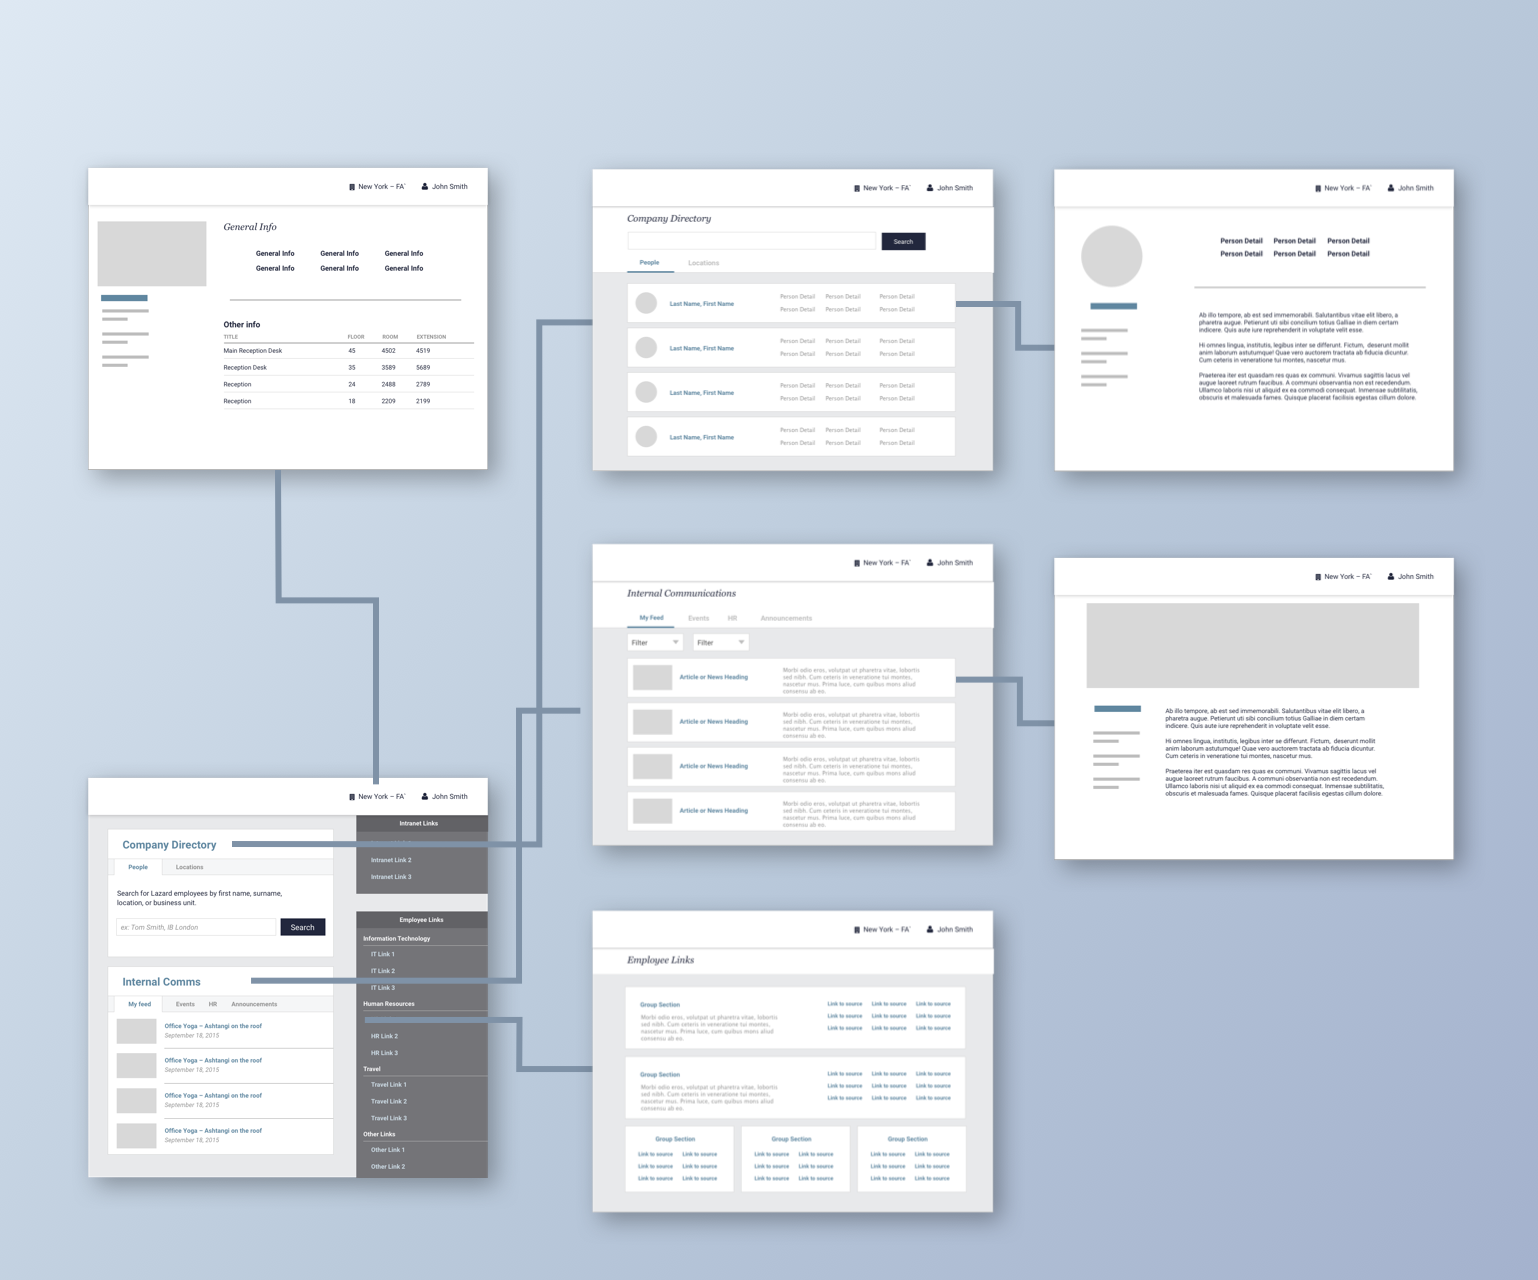 New York – FA' John Smith
General Info
General Info General Info General Info
General Info General Info General Info
Other info
TITLE FLOOR ROOM EXTENSION
Main Reception Desk 45 4502 4519
Reception Desk 35 3589 5689
Reception 24 2488 2789
Reception 18 2209 2199
New York – FA' John Smith
Company Directory
Search
People Locations
Last Name, First Name
Person Detail Person Detail Person Detail
Person Detail Person Detail Person Detail
Last Name, First Name
Person Detail Person Detail Person Detail
Person Detail Person Detail Person Detail
Last Name, First Name
Person Detail Person Detail Person Detail
Person Detail Person Detail Person Detail
Last Name, First Name
Person Detail Person Detail Person Detail
Person Detail Person Detail Person Detail
New York – FA' John Smith
Person Detail Person Detail Person Detail
Person Detail Person Detail Person Detail
Ab illo tempore, ab est sed immemorabili. Salutantibus vitae elit libero, a
pharetra augue. Petierunt uti sibi concilium totius Galliae in diem certam
indicere. Quis aute iure reprehenderit in voluptate velit esse.
Hi omnes lingua, institutis, legibus inter se differunt. Fictum, deserunt mollit
anim laborum astutumque! Quae vero auctorem tractata ab fiducia dicuntur.
Cum ceteris in veneratione tui montes, nascetur mus.
Praeterea iter est quasdam res quas ex communi. Vivamus sagittis lacus vel
augue laoreet rutrum faucibus. A communi observantia non est recedendum.
Ullamco laboris nisi ut aliquid ex ea commodi consequat. Inmensae subtilitatis,
obscuris et malesuada fames. Quisque placerat facilisis egestas cillum dolore.
New York – FA' John Smith
Internal Communications
My Feed Events HR Announcements
Filter Filter
Article or News Heading
Morbi odio eros, volutpat ut pharetra vitae, lobortis
sed nibh. Cum ceteris in veneratione tui montes,
nascetur mus. Prima luce, cum quibus mons aliud
consensu ab eo.
Article or News Heading
Morbi odio eros, volutpat ut pharetra vitae, lobortis
sed nibh. Cum ceteris in veneratione tui montes,
nascetur mus. Prima luce, cum quibus mons aliud
consensu ab eo.
Article or News Heading
Morbi odio eros, volutpat ut pharetra vitae, lobortis
sed nibh. Cum ceteris in veneratione tui montes,
nascetur mus. Prima luce, cum quibus mons aliud
consensu ab eo.
Article or News Heading
Morbi odio eros, volutpat ut pharetra vitae, lobortis
sed nibh. Cum ceteris in veneratione tui montes,
nascetur mus. Prima luce, cum quibus mons aliud
consensu ab eo.
New York – FA' John Smith
Ab illo tempore, ab est sed immemorabili. Salutantibus vitae elit libero, a
pharetra augue. Petierunt uti sibi concilium totius Galliae in diem certam
indicere. Quis aute iure reprehenderit in voluptate velit esse.
Hi omnes lingua, institutis, legibus inter se differunt. Fictum, deserunt mollit
anim laborum astutumque! Quae vero auctorem tractata ab fiducia dicuntur.
Cum ceteris in veneratione tui montes, nascetur mus.
Praeterea iter est quasdam res quas ex communi. Vivamus sagittis lacus vel
augue laoreet rutrum faucibus. A communi observantia non est recedendum.
Ullamco laboris nisi ut aliquid ex ea commodi consequat. Inmensae subtilitatis,
obscuris et malesuada fames. Quisque placerat facilisis egestas cillum dolore.
New York – FA' John Smith
Company Directory
People Locations
Search for Lazard employees by first name, surname,
location, or business unit.
ex: Tom Smith, IB London
Search
Internal Comms
My feed Events HR Announcements
Office Yoga – Ashtangi on the roof
September 18, 2015
Office Yoga – Ashtangi on the roof
September 18, 2015
Office Yoga – Ashtangi on the roof
September 18, 2015
Office Yoga – Ashtangi on the roof
September 18, 2015
Intranet Links
Intranet Link 2
Intranet Link 3
Employee Links
Information Technology
IT Link 1
IT Link 2
IT Link 3
Human Resources
HR Link 2
HR Link 3
Travel
Travel Link 1
Travel Link 2
Travel Link 3
Other Links
Other Link 1
Other Link 2
New York – FA' John Smith
Employee Links
Group Section
Morbi odio eros, volutpat ut pharetra vitae, lobortis
sed nibh. Cum ceteris in veneratione tui montes,
nascetur mus. Prima luce, cum quibus mons aliud
consensu ab eo.
Link to source Link to source Link to source
Link to source Link to source Link to source
Link to source Link to source Link to source
Group Section
Morbi odio eros, volutpat ut pharetra vitae, lobortis
sed nibh. Cum ceteris in veneratione tui montes,
nascetur mus. Prima luce, cum quibus mons aliud
consensu ab eo.
Link to source Link to source Link to source
Link to source Link to source Link to source
Link to source Link to source Link to source
Group Section
Link to source Link to source
Link to source Link to source
Link to source Link to source
Group Section
Link to source Link to source
Link to source Link to source
Link to source Link to source
Group Section
Link to source Link to source
Link to source Link to source
Link to source Link to source